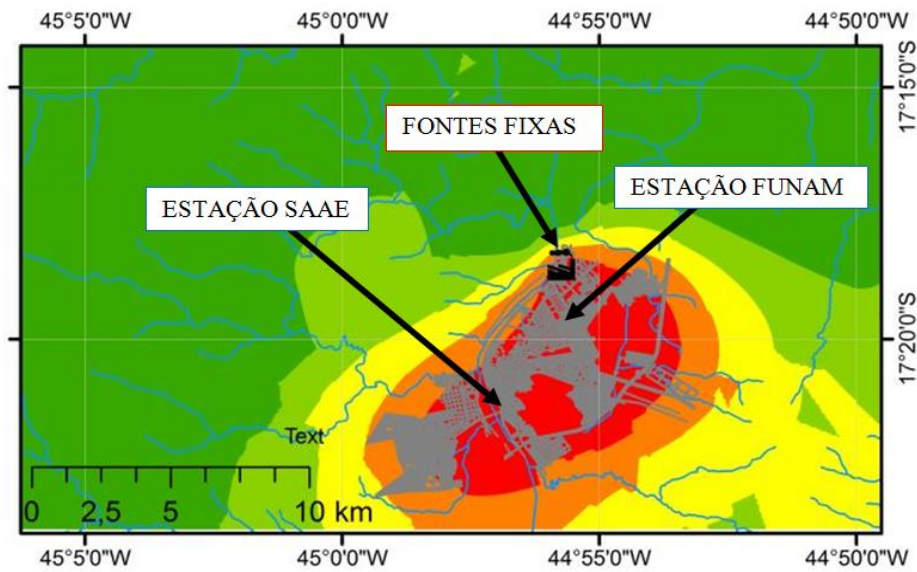 45°5'0"W 45°0'0"W 44°55'0"W 44°50'0"W
17°15'0"S
FONTES FIXAS
ESTAÇÃO FUNAM
ESTAÇÃO SAAE
17°20'0"S
Text
0 2,5 5 10 km
45°5'0"W 45°0'0"W 44°55'0"W 44°50'0"W